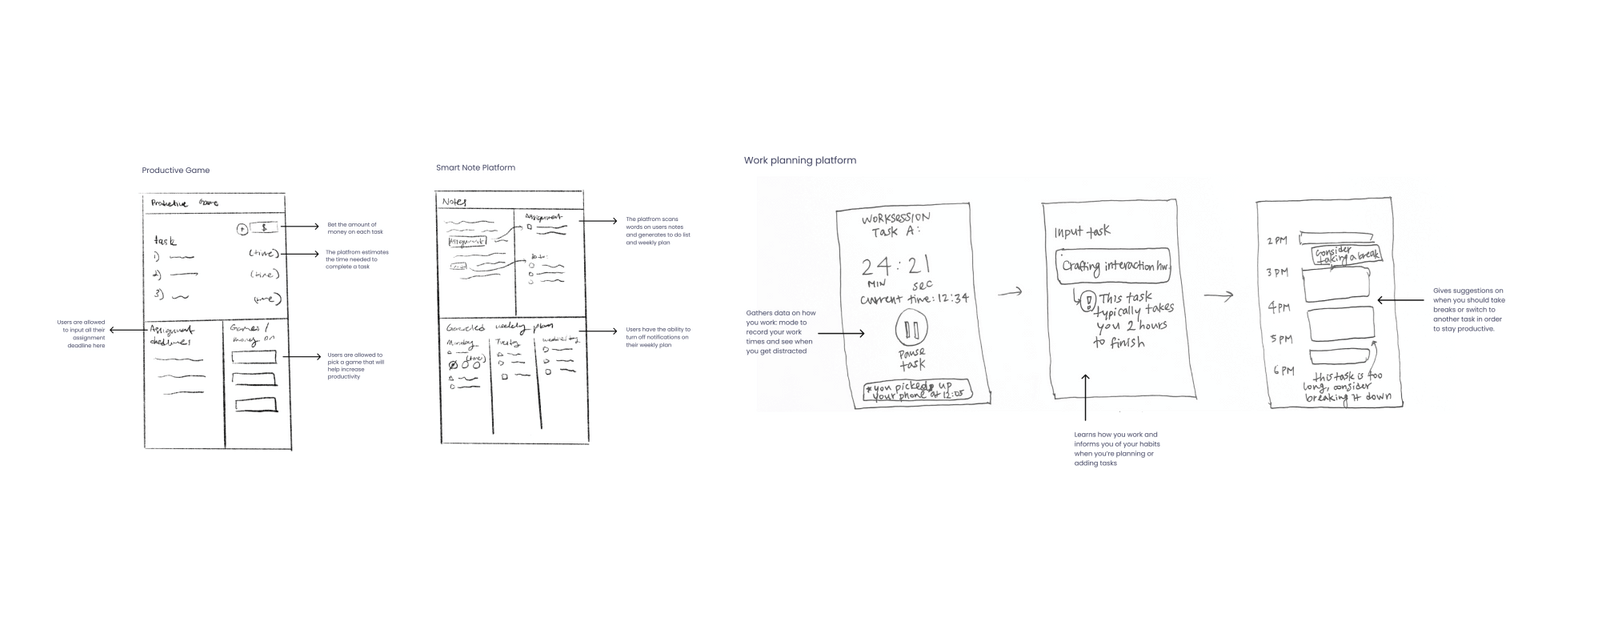 Productive Game
Productive Game
$
Bet the amount of
money on each task
task
1)
(time)
The platfrom estimates
the time needed to
complete a task
2)
(time)
3)
(time)
Users are allowed
to input all their
assignment
deadline here
Assignment
deadlines
Games /
money on
Users are allowed to
pick a game that will
help increase
productivity
Smart Note Platform
Notes
Assignment
Assignment
The platfrom scans
words on users notes
and generates to do list
and weekly plan
weekly plan
Monday
Users have the ability to
turn off notifications on
their weekly plan
Work planning platform
WORKSESSION
TASK A:
24:21
MIN
SEC
Current time: 12:34
Pause
task
* you picked up
your phone at 12:05
Gathers data on how
you work: mode to
record your work
times and see when
you get distracted
Input task
Crafting interaction hw
! This task
typically takes
you 2 hours
to finish
Learns how you work and
informs you of your habits
when you're planning or
adding tasks
2 PM
Consider
taking a break
3 PM
4 PM
5 PM
6 PM
this task is too
long, consider
breaking it down
Gives suggestions on
when you should take
breaks or switch to
another task in order
to stay productive.